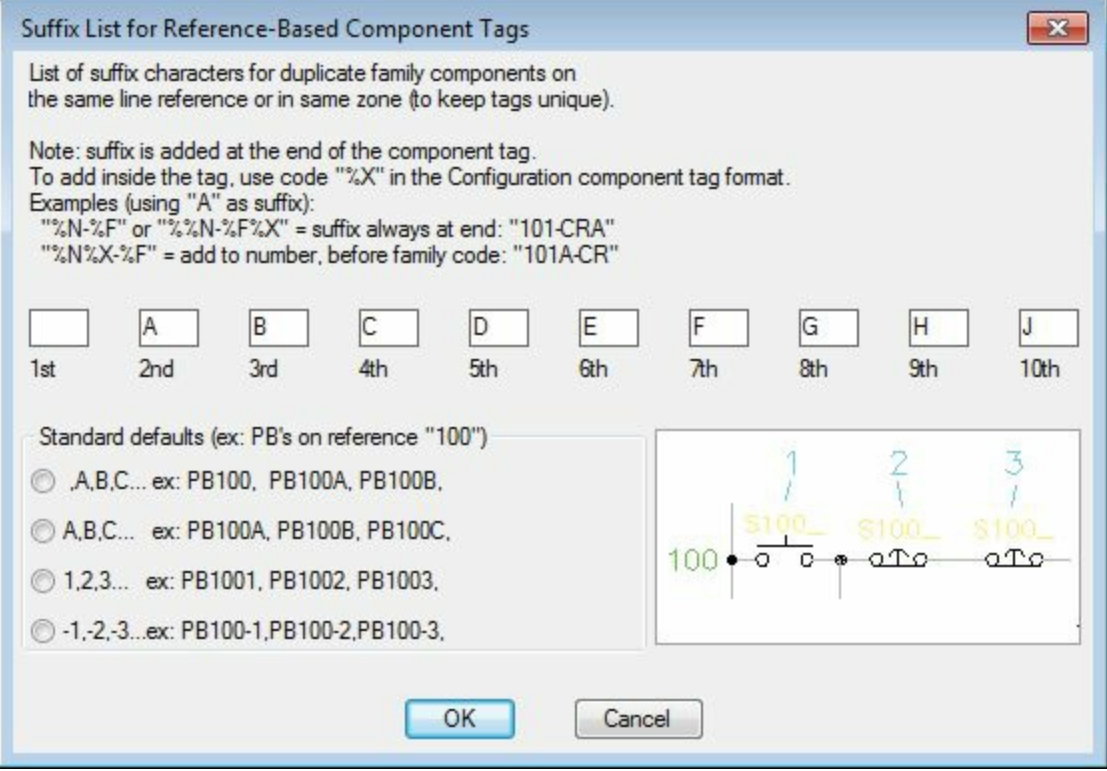 Suffix List for Reference-Based Component Tags
List of suffix characters for duplicate family components on
the same line reference or in same zone (to keep tags unique).
Note: suffix is added at the end of the component tag.
To add inside the tag, use code "%X" in the Configuration component tag format.
Examples (using "A" as suffix):
"%N-%F" or "%%N-%F%X" = suffix always at end: "101-CRA"
"%N%X-%F" = add to number, before family code: "101A-CR"
A B C D E F G H J
1st 2nd 3rd 4th 5th 6th 7th 8th 9th 10th
Standard defaults (ex: PB's on reference "100")
,A,B,C... ex: PB100, PB100A, PB100B,
A,B,C... ex: PB100A, PB100B, PB100C,
1,2,3... ex: PB1001, PB1002, PB1003,
-1,-2,-3...ex: PB100-1,PB100-2,PB100-3,
1 2 3
S100_ S100_ S100_
100
OK Cancel